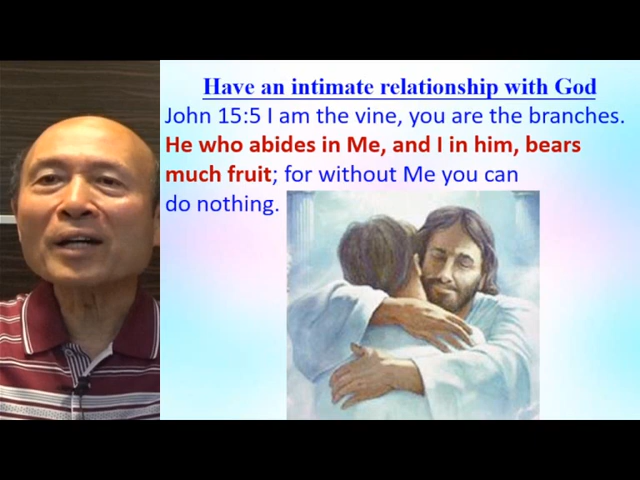 Have an intimate relationship with God
John 15:5 I am the vine, you are the branches.
He who abides in Me, and I in him, bears
much fruit; for without Me you can
do nothing.